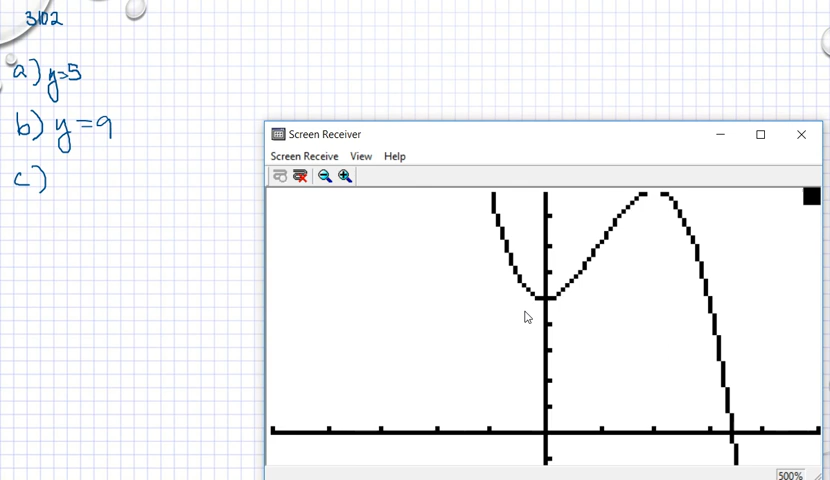 3102
a) y=5
b) y=9
c)
Screen Receiver
Screen Receive View Help
500%